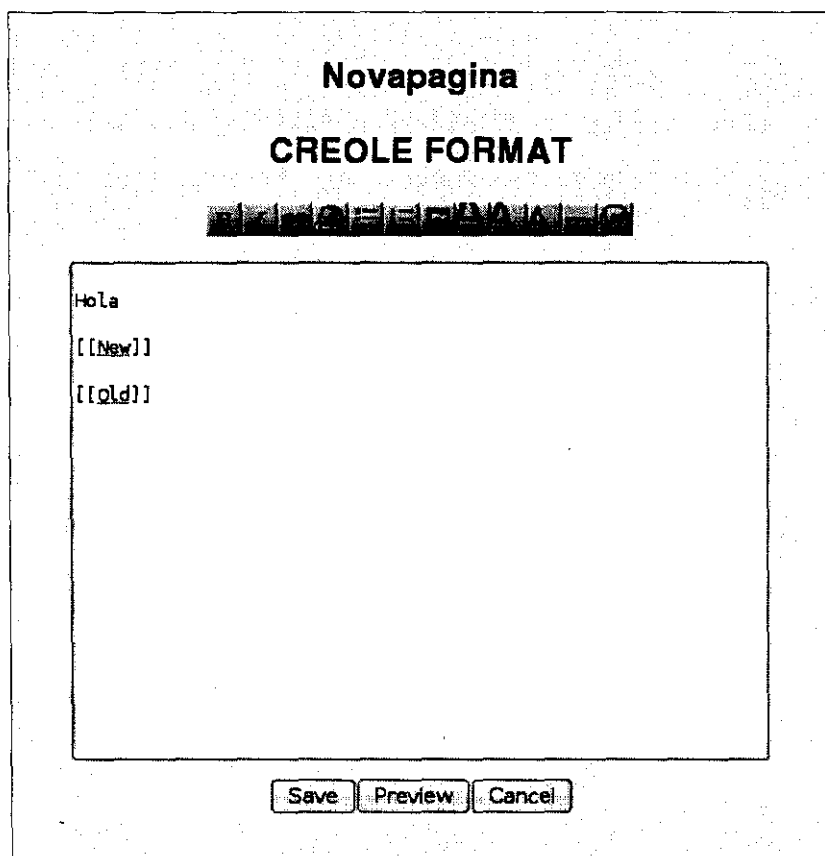 Novapagina
CREOLE FORMAT
Hola
[[New]]
[[old]]
Save Preview Cancel